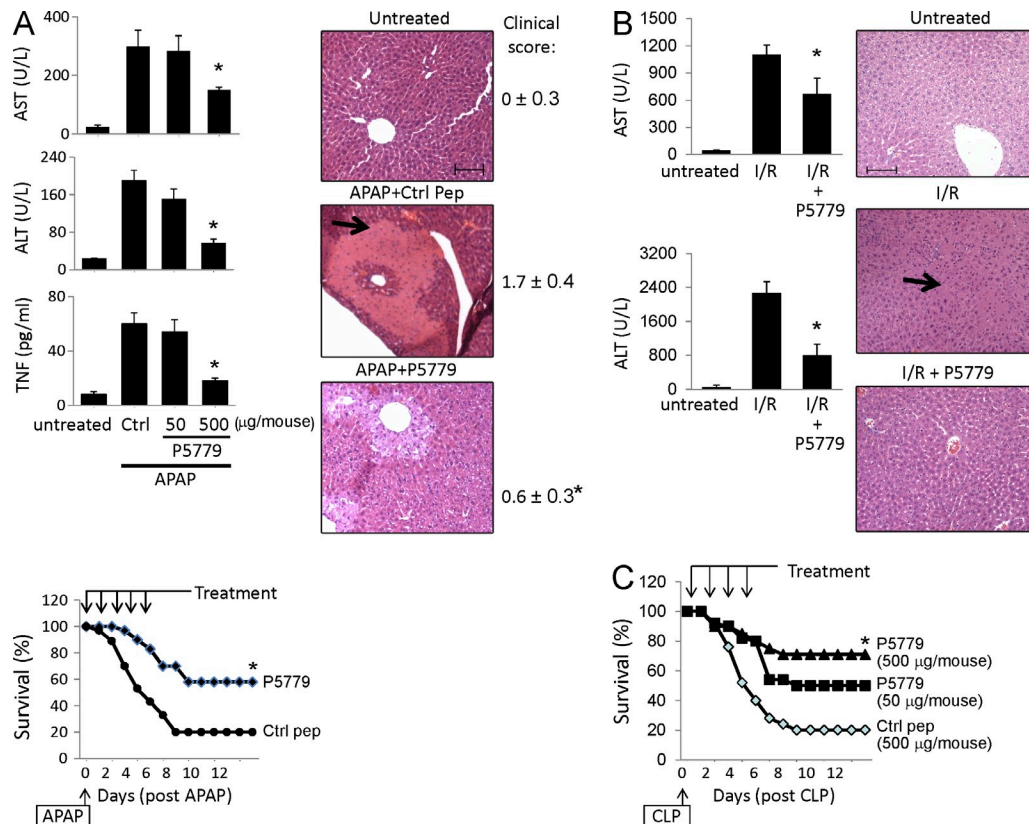 A
AST (U/L)
400
300
200
0
ALT (U/L)
240
160
80
0
TNF (pg/ml)
80
40
0
untreated Ctrl 50 500 (μg/mouse)
P5779
APAP
Untreated
APAP+Ctrl Pep
APAP+P5779
Clinical
score:
0 ± 0.3
1.7 ± 0.4
0.6 ± 0.3*
*
*
*
Treatment
Survival (%)
120
100
80
60
40
20
0
*
P5779
Ctrl pep
0 2 4 6 8 10 12
Days (post APAP)
APAP
B
AST (U/L)
1500
1200
900
600
300
0
*
untreated I/R I/R
+
P5779
ALT (U/L)
3200
2400
1600
800
0
*
untreated I/R I/R
+
P5779
Untreated
I/R
I/R + P5779
C
Treatment
Survival (%)
120
100
80
60
40
20
0
*
P5779
(500 μg/mouse)
P5779
(50 μg/mouse)
Ctrl pep
(500 μg/mouse)
0 2 4 6 8 10 12
Days (post CLP)
CLP